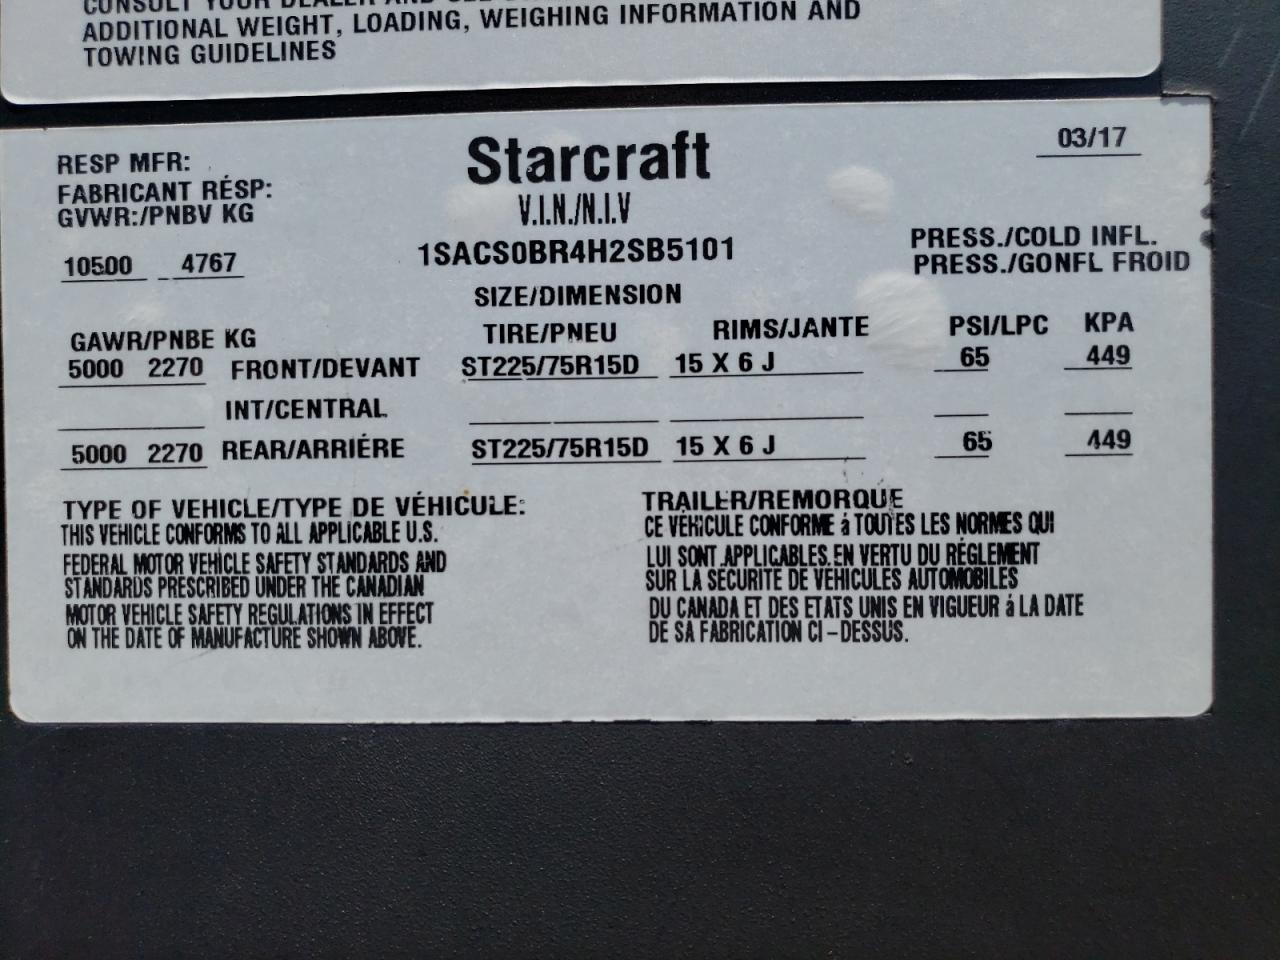 CONSULT YOUR DEALER AND
ADDITIONAL WEIGHT, LOADING, WEIGHING INFORMATION AND
TOWING GUIDELINES
Starcraft
03/17
RESP MFR:
FABRICANT RÉSP:
GVWR:/PNBV KG
V.I.N./N.I.V
10500 4767
1SACS0BR4H2SB5101
PRESS./COLD INFL.
PRESS./GONFL FROID
SIZE/DIMENSION
GAWR/PNBE KG TIRE/PNEU RIMS/JANTE PSI/LPC KPA
5000 2270 FRONT/DEVANT ST225/75R15D 15 X 6 J 65 449
INT/CENTRAL
5000 2270 REAR/ARRIÉRE ST225/75R15D 15 X 6 J 65 449
TYPE OF VEHICLE/TYPE DE VÉHICULE: TRAILER/REMORQUE
THIS VEHICLE CONFORMS TO ALL APPLICABLE U.S.
FEDERAL MOTOR VEHICLE SAFETY STANDARDS AND
STANDARDS PRESCRIBED UNDER THE CANADIAN
MOTOR VEHICLE SAFETY REGULATIONS IN EFFECT
ON THE DATE OF MANUFACTURE SHOWN ABOVE.
CE VÉHICULE CONFORME á TOUTES LES NORMES QUI
LUI SONT APPLICABLES EN VERTU DU RÉGLEMENT
SUR LA SECURITE DE VEHICULES AUTOMOBILES
DU CANADA ET DES ETATS UNIS EN VIGUEUR á LA DATE
DE SA FABRICATION CI-DESSUS.